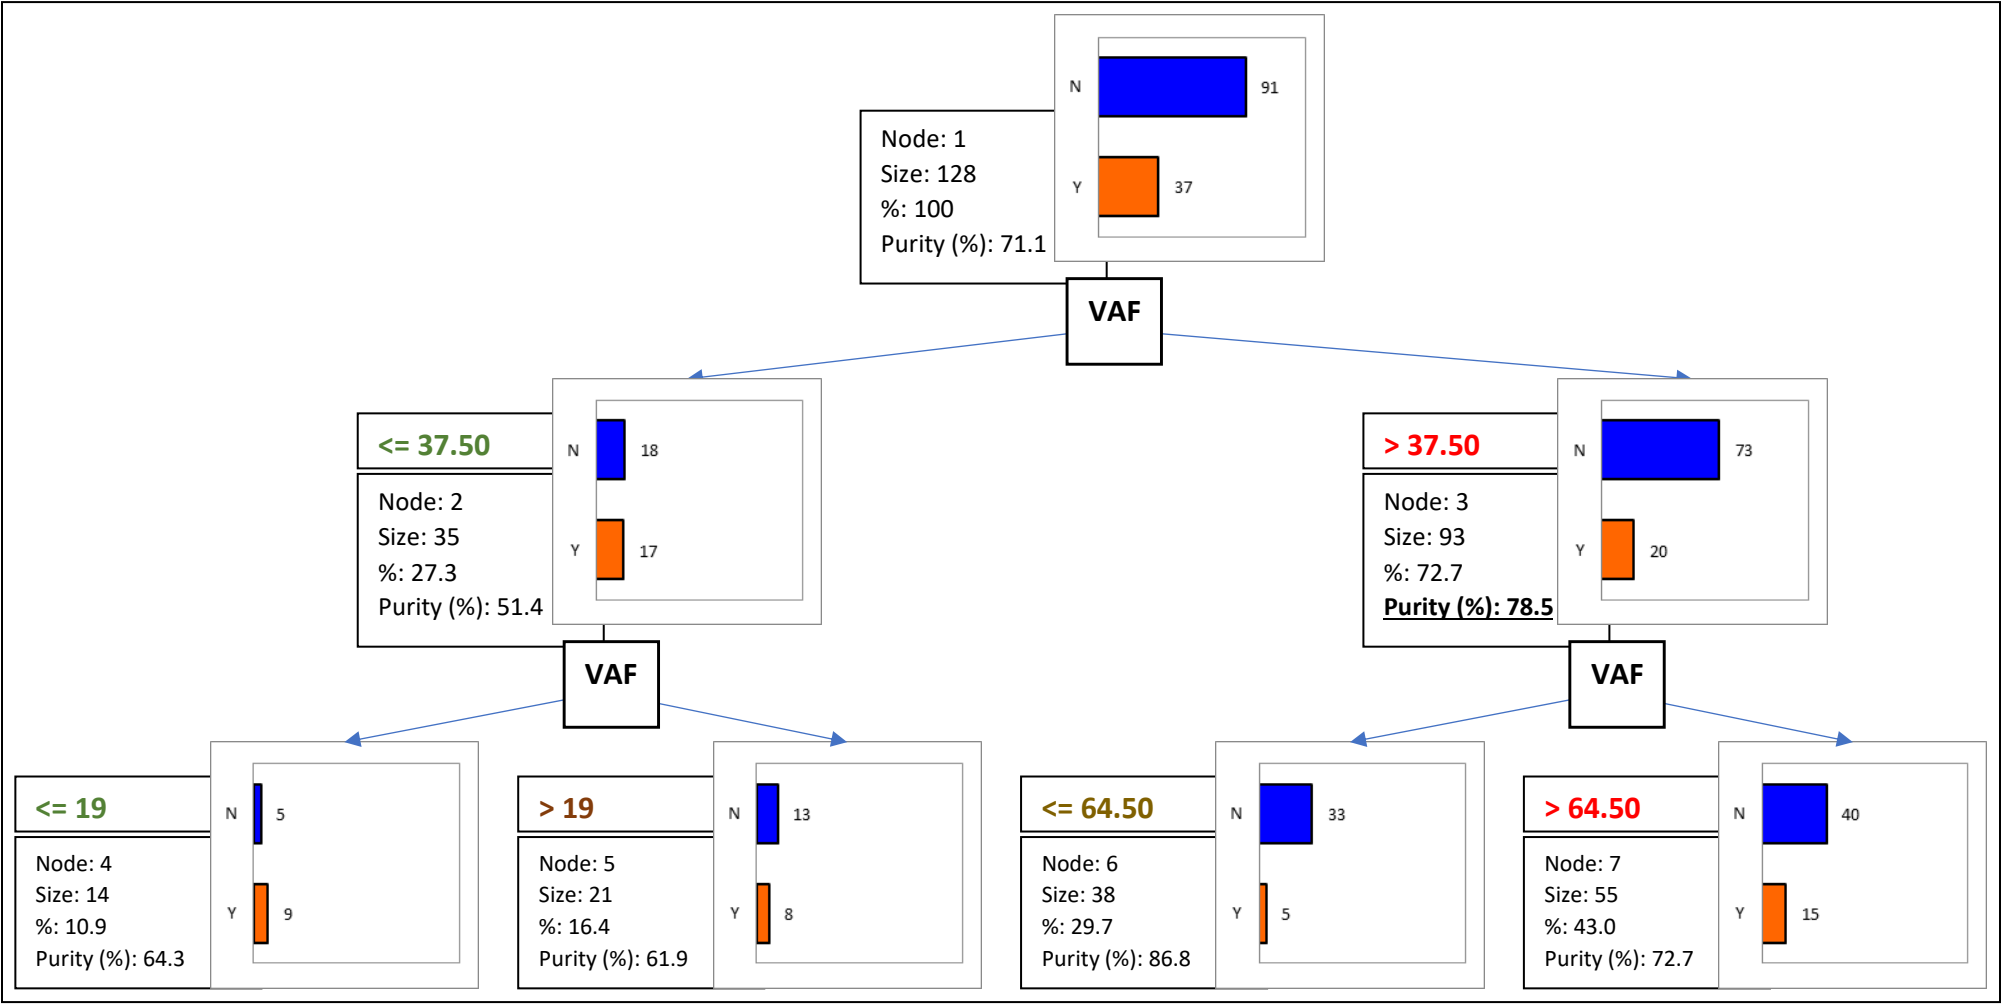 N
91
Node: 1
Size: 128
%: 100
Purity (%): 71.1
Y
37
VAF
<= 37.50
N
18
Node: 2
Size: 35
%: 27.3
Purity (%): 51.4
Y
17
VAF
> 37.50
N
73
Node: 3
Size: 93
%: 72.7
Purity (%): 78.5
Y
20
VAF
<= 19
N
5
Node: 4
Size: 14
%: 10.9
Purity (%): 64.3
Y
9
> 19
N
13
Node: 5
Size: 21
%: 16.4
Purity (%): 61.9
Y
8
<= 64.50
N
33
Node: 6
Size: 38
%: 29.7
Purity (%): 86.8
Y
5
> 64.50
N
40
Node: 7
Size: 55
%: 43.0
Purity (%): 72.7
Y
15